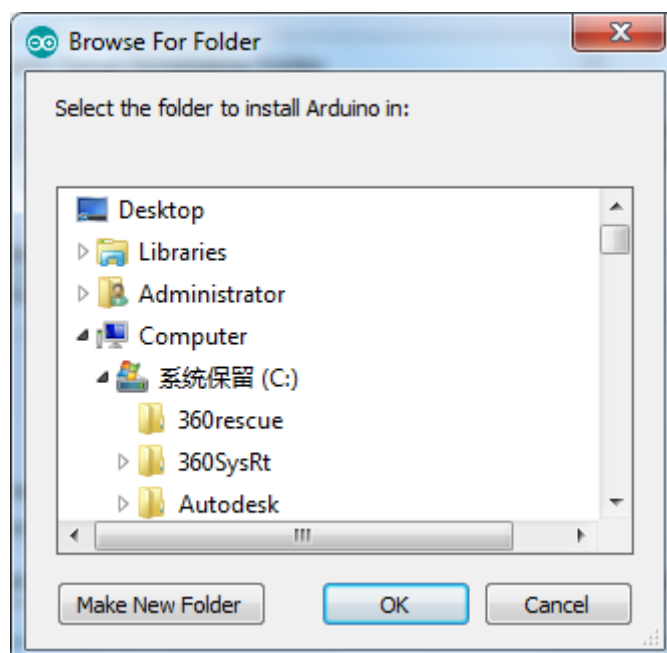 Browse For Folder
Select the folder to install Arduino in:
Desktop
Libraries
Administrator
Computer
系统保留 (C:)
360rescue
360SysRt
Autodesk
Make New Folder
OK
Cancel